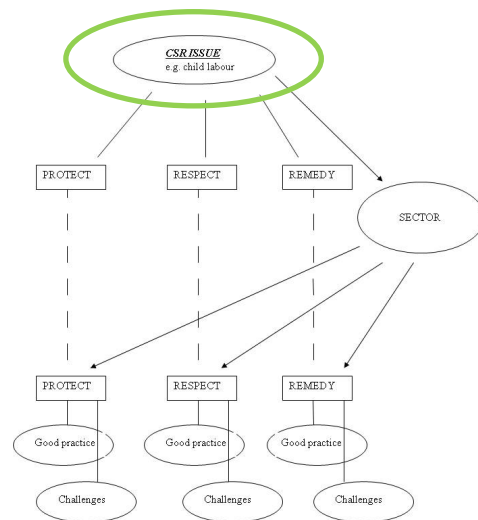 CSR ISSUE
e.g. child labour
PROTECT
RESPECT
REMEDY
SECTOR
PROTECT
RESPECT
REMEDY
Good practice
Good practice
Good practice
Challenges
Challenges
Challenges